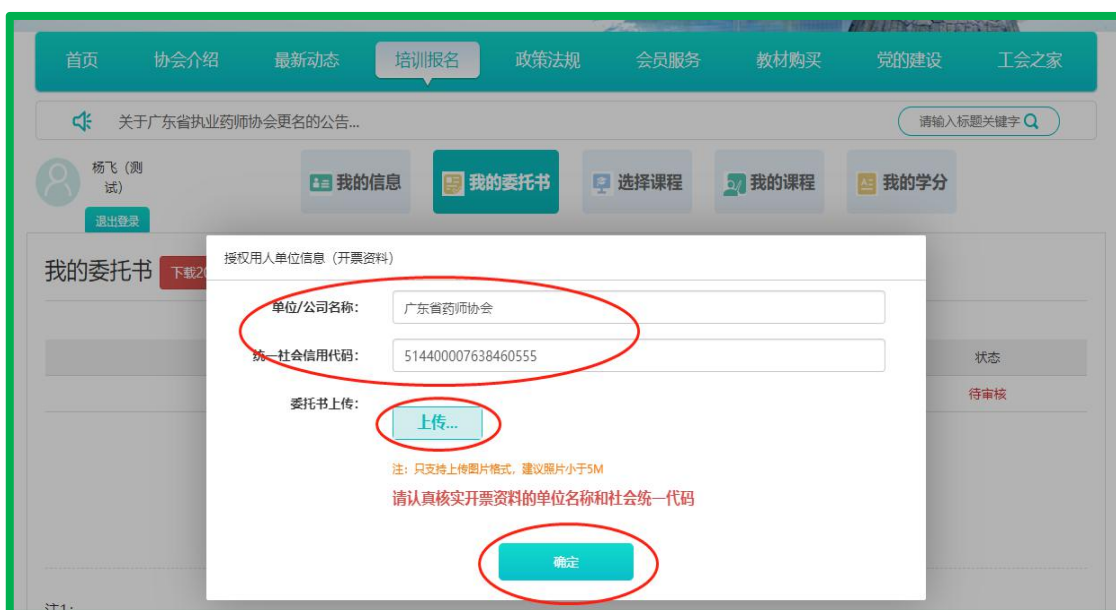 首页 协会介绍 最新动态 培训报名 政策法规 会员服务 教材购买 党的建设 工会之家
关于广东省执业药师协会更名的公告... 请输入标题关键字
杨飞（测
试）
退出登录
我的信息 我的委托书 选择课程 我的课程 我的学分
我的委托书 下载20
授权用人单位信息（开票资料）
单位/公司名称： 广东省药师协会
统一社会信用代码： 514400007638460555
状态
待审核
委托书上传：
上传...
注：只支持上传图片格式，建议照片小于5M
请认真核实开票资料的单位名称和社会统一代码
确定
注1：